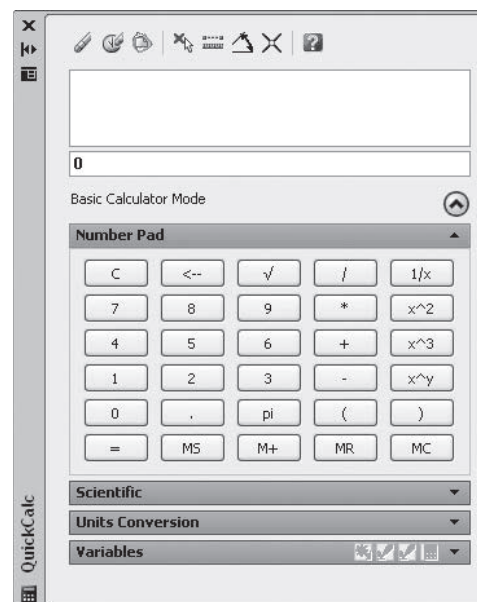 0
Basic Calculator Mode
Number Pad
C <-- √ / 1/x
7 8 9 * x^2
4 5 6 + x^3
1 2 3 - x^y
0 . pi ( )
= MS M+ MR MC
Scientific
Units Conversion
Variables
QuickCalc